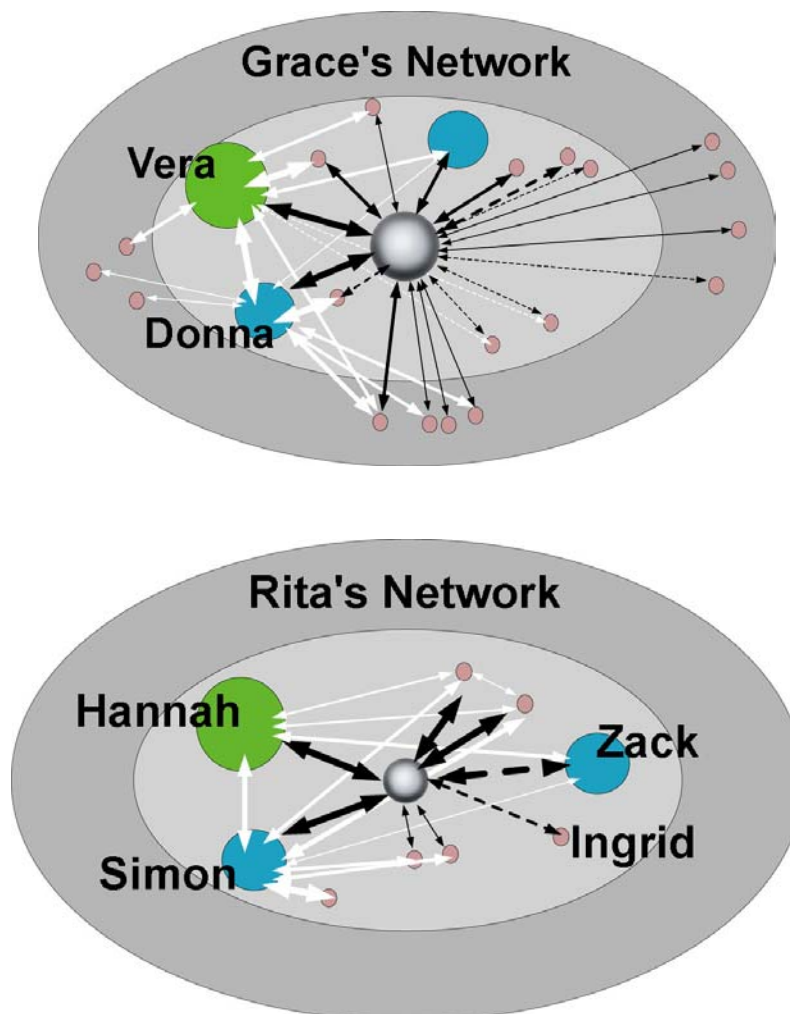 Grace's Network
Vera
Donna
Rita's Network
Hannah
Zack
Ingrid
Simon